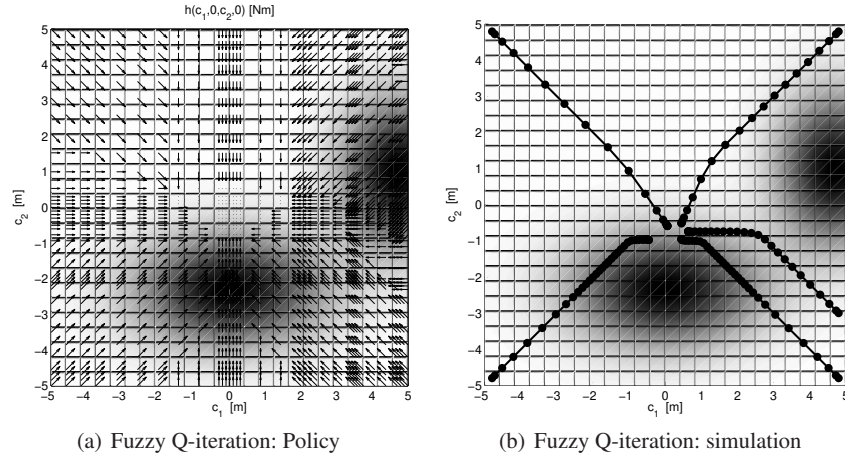 h(c₁,0,c₂,0) [Nm]
5
4
3
2
1
0
−1
−2
−3
−4
−5
c₂ [m]
−5 −4 −3 −2 −1 0 1 2 3 4 5
c₁ [m]
5
4
3
2
1
0
−1
−2
−3
−4
−5
c₂ [m]
−5 −4 −3 −2 −1 0 1 2 3 4 5
c₁ [m]
(a) Fuzzy Q-iteration: Policy
(b) Fuzzy Q-iteration: simulation